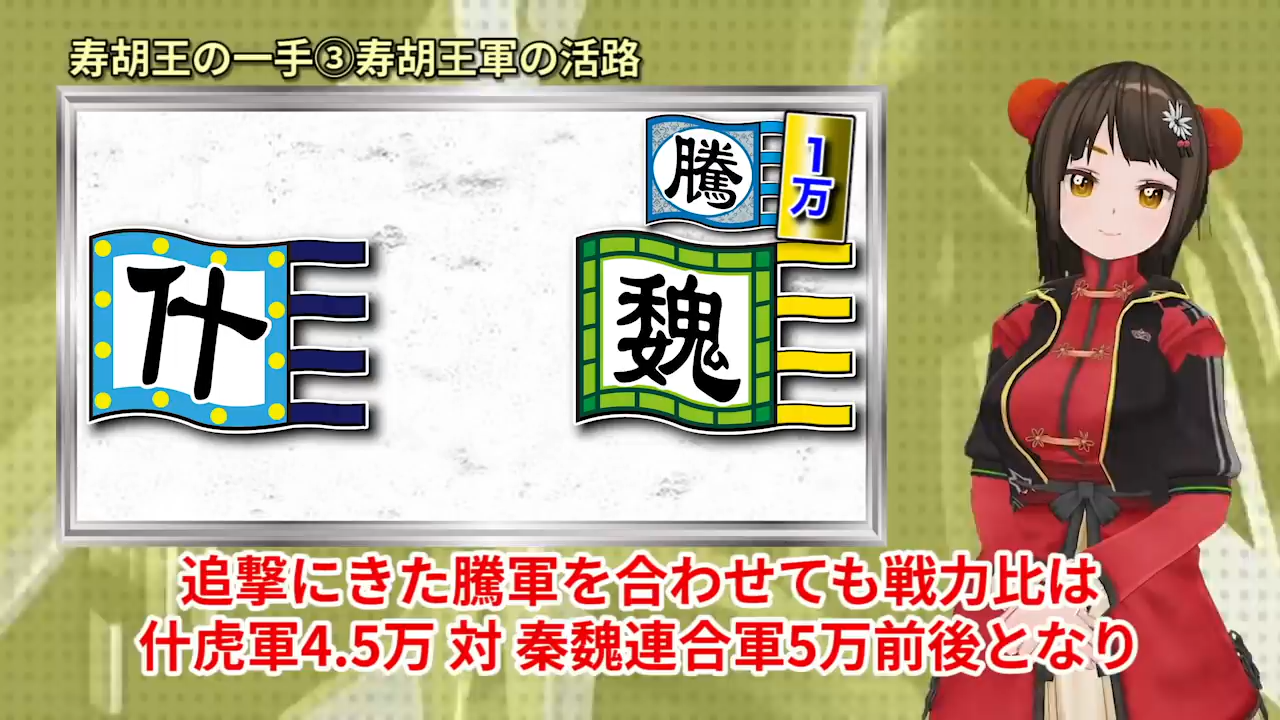 寿胡王の一手③寿胡王軍の活路
騰
1万
什
魏
追撃にきた騰軍を合わせても戦力比は
什虎軍4.5万 対 秦魏連合軍5万前後となり